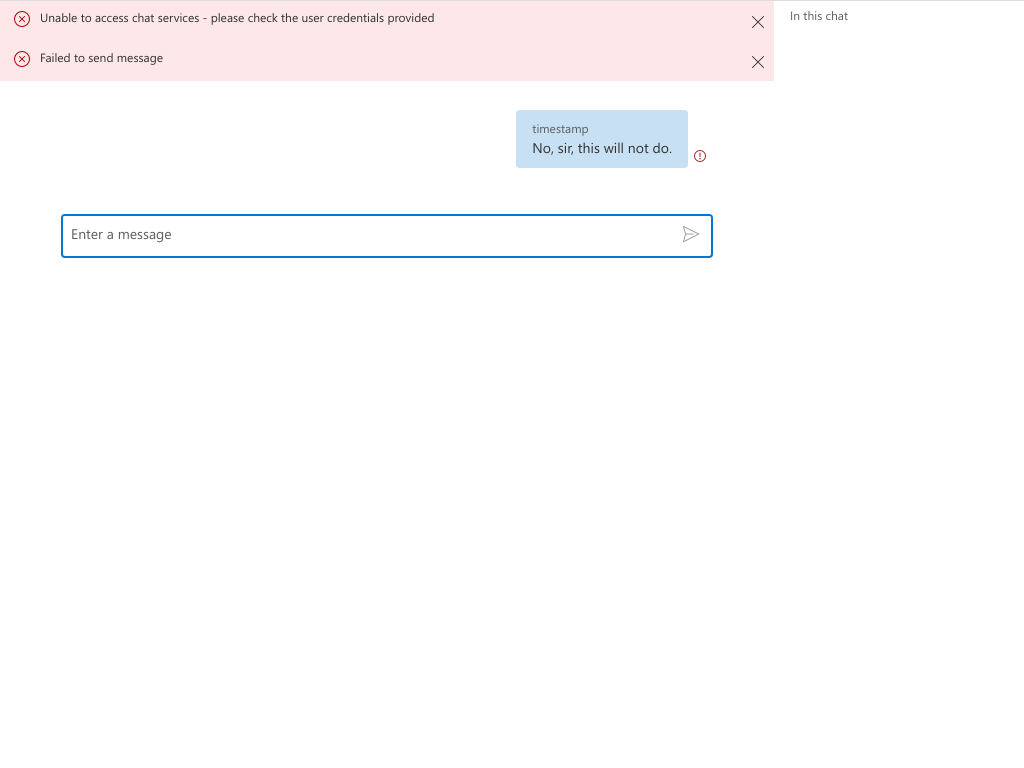 Unable to access chat services - please check the user credentials provided
Failed to send message
In this chat
timestamp
No, sir, this will not do.
Enter a message